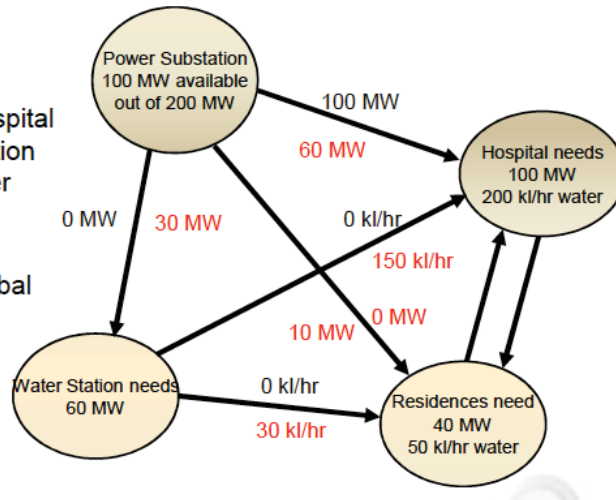 Power Substation
100 MW available
out of 200 MW
spital
tion
er
bal
100 MW
60 MW
Hospital needs
100 MW
200 kl/hr water
0 MW
30 MW
0 kl/hr
150 kl/hr
10 MW
0 MW
Water Station needs
60 MW
0 kl/hr
30 kl/hr
Residences need
40 MW
50 kl/hr water